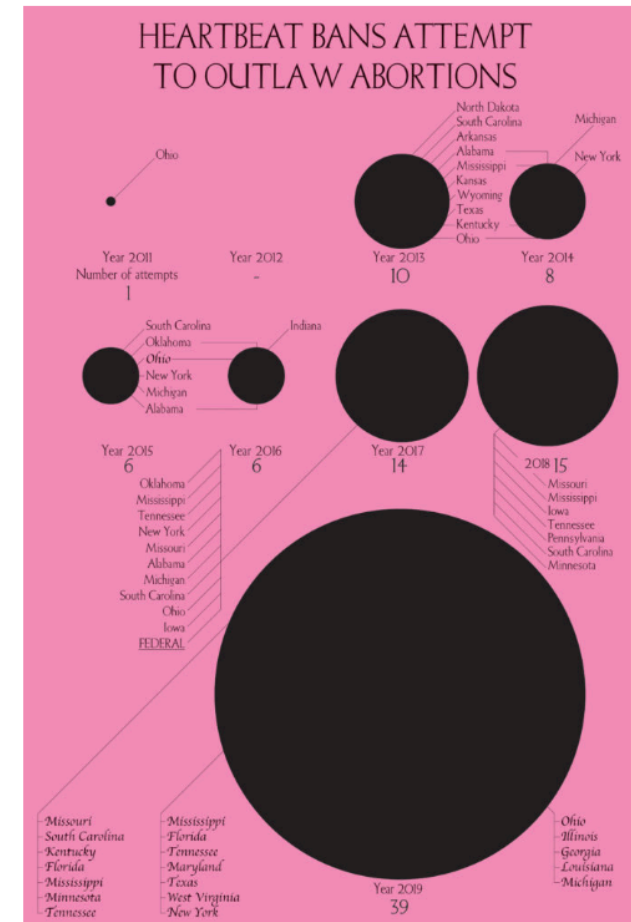 HEARTBEAT BANS ATTEMPT
TO OUTLAW ABORTIONS
Ohio
North Dakota
South Carolina
Arkansas
Alabama
Mississippi
Kansas
Wyoming
Texas
Kentucky
Ohio
Michigan
New York
Year 2011
Number of attempts
1
Year 2012
-
Year 2013
10
Year 2014
8
South Carolina
Oklahoma
Ohio
New York
Michigan
Alabama
Indiana
Year 2015
6
Year 2016
6
Year 2017
14
2018 15
Oklahoma
Mississippi
Tennessee
New York
Missouri
Alabama
Michigan
South Carolina
Ohio
Iowa
FEDERAL
Missouri
Mississippi
Iowa
Tennessee
Pennsylvania
South Carolina
Minnesota
Missouri
South Carolina
Kentucky
Florida
Mississippi
Minnesota
Tennessee
Mississippi
Florida
Tennessee
Maryland
Texas
West Virginia
New York
Ohio
Illinois
Georgia
Louisiana
Michigan
Year 2019
39